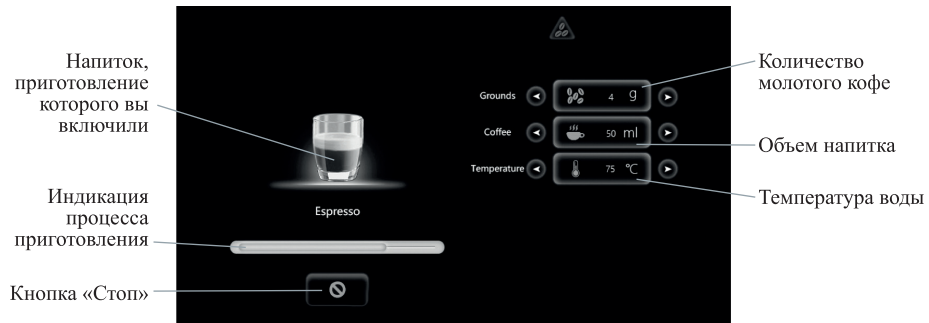 Напиток,
приготовление
которого вы
включили
Индикация
процесса
приготовления
Кнопка «Стоп»
Espresso
Grounds 4 g
Coffee 50 ml
Temperature 75 °C
Количество
молотого кофе
Объем напитка
Температура воды